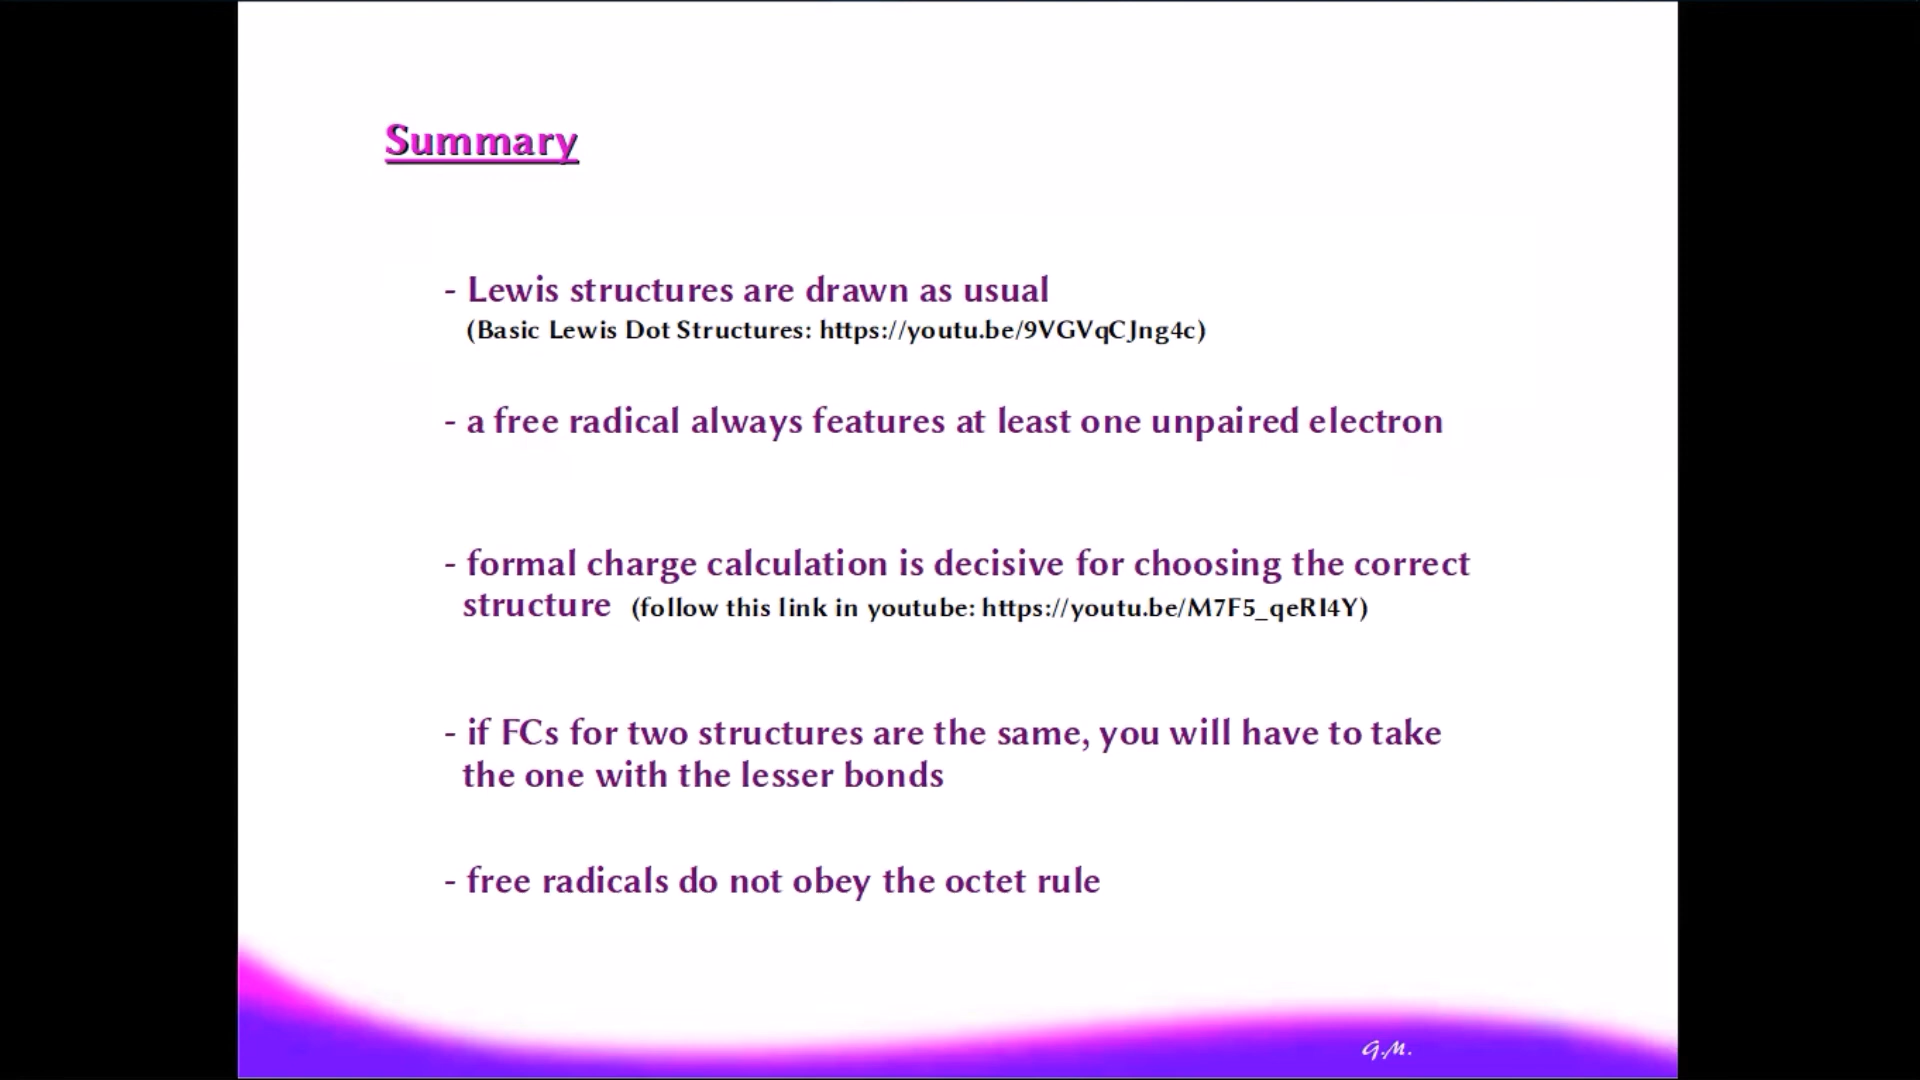 Summary
- Lewis structures are drawn as usual
(Basic Lewis Dot Structures: https://youtu.be/9VGVqCJng4c)
- a free radical always features at least one unpaired electron
- formal charge calculation is decisive for choosing the correct
structure (follow this link in youtube: https://youtu.be/M7F5_qeRI4Y)
- if FCs for two structures are the same, you will have to take
the one with the lesser bonds
- free radicals do not obey the octet rule
G.M.